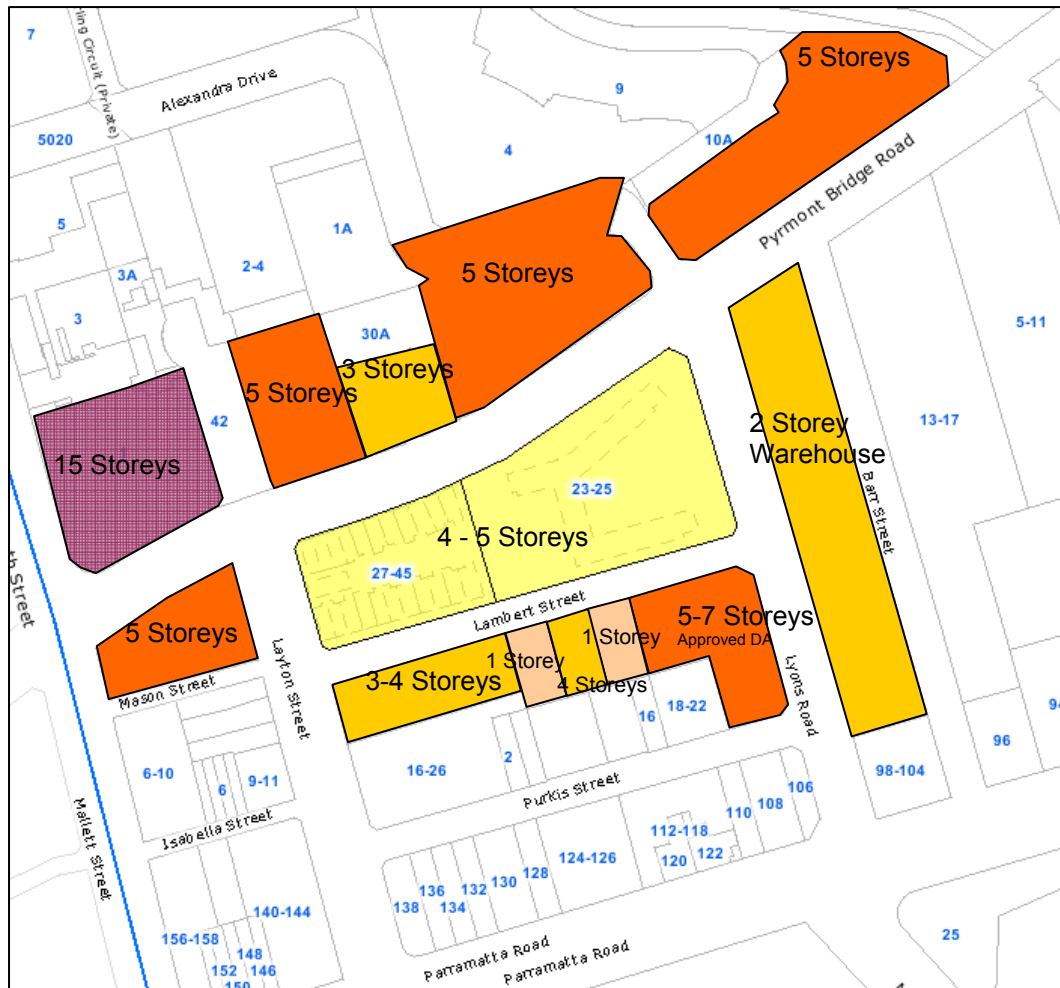 7
ling Circuit (Private)
Alexandra Drive
5020
9
5 Storeys
4
10A
Pyrmont Bridge Road
5
1A
2-4
3A
3
30A
5 Storeys
5-11
3 Storeys
5 Storeys
42
15 Storeys
13-17
2 Storey
Warehouse
Barr Street
23-25
4 - 5 Storeys
27-45
th Street
Lambert Street
5 Storeys
Layton Street
5-7 Storeys
Approved DA
1 Storey
1 Storey
3-4 Storeys
4 Storeys
Mason Street
Lyons Road
16
18-22
94
96
98-104
16-26
2
6-10
6
9-11
Purkis Street
Isabella Street
Mallett Street
106
108
110
112-118
120
122
124-126
128
130
132
134
136
138
140-144
156-158
148
152
146
150
25
Parramatta Road
Parramatta Road